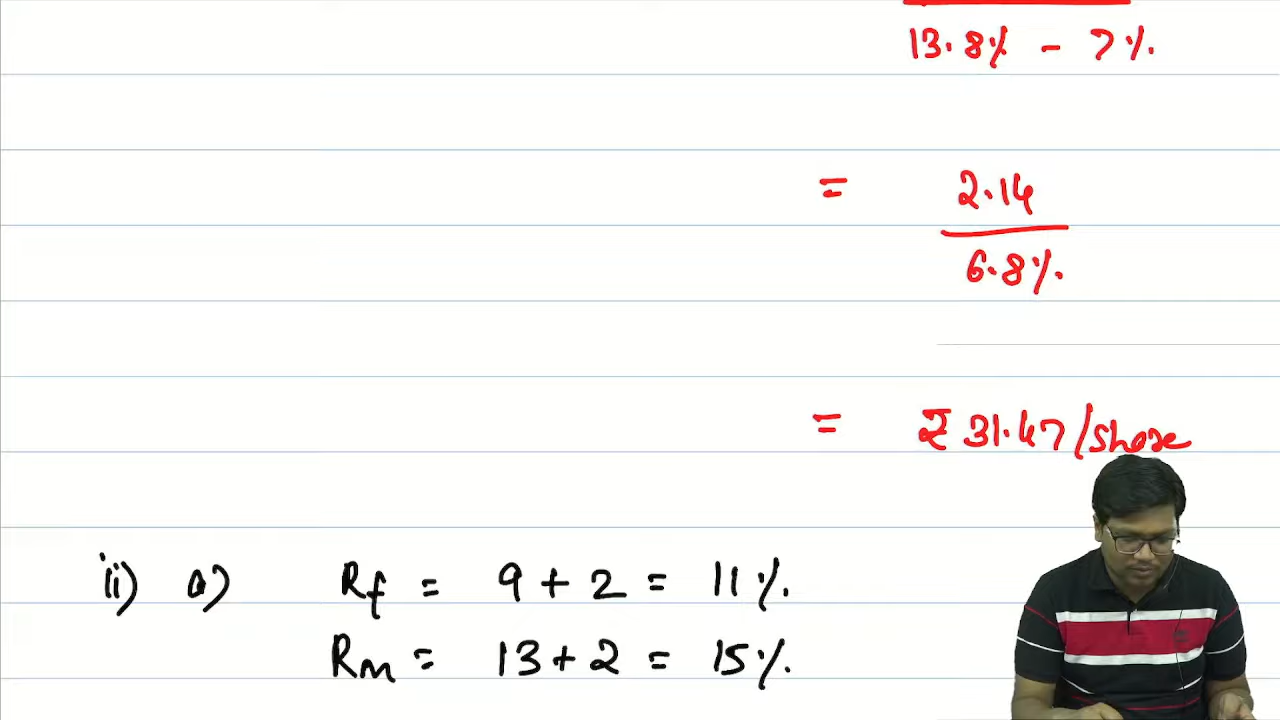 13.8% - 7%.
= 2.14
6.8%.
= ₹31.47/Share
ii) a) Rf = 9 + 2 = 11%.
Rm = 13 + 2 = 15%.